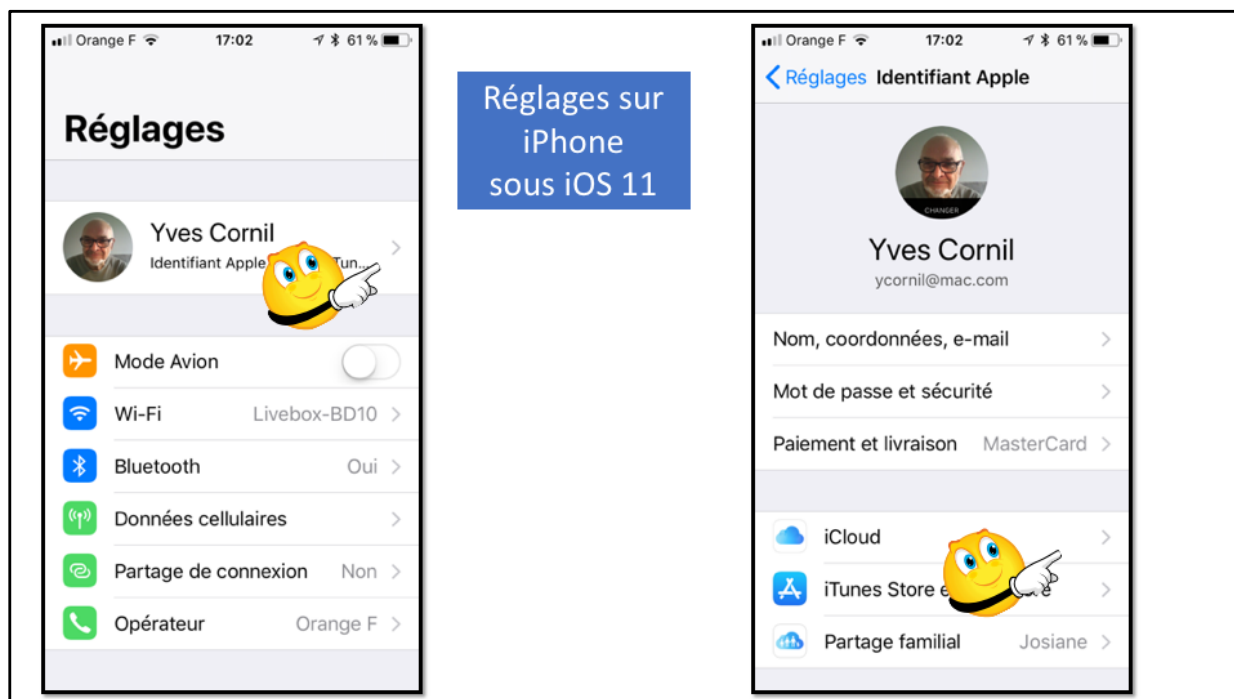 Orange F 17:02 61 %
Réglages
Yves Cornil
Identifiant Apple Tun...
Mode Avion
Wi-Fi Livebox-BD10
Bluetooth Oui
Données cellulaires
Partage de connexion Non
Opérateur Orange F
Réglages sur
iPhone
sous iOS 11
Orange F 17:02 61 %
Réglages Identifiant Apple
CHANGER
Yves Cornil
ycornil@mac.com
Nom, coordonnées, e-mail
Mot de passe et sécurité
Paiement et livraison MasterCard
iCloud
iTunes Store
Partage familial Josiane